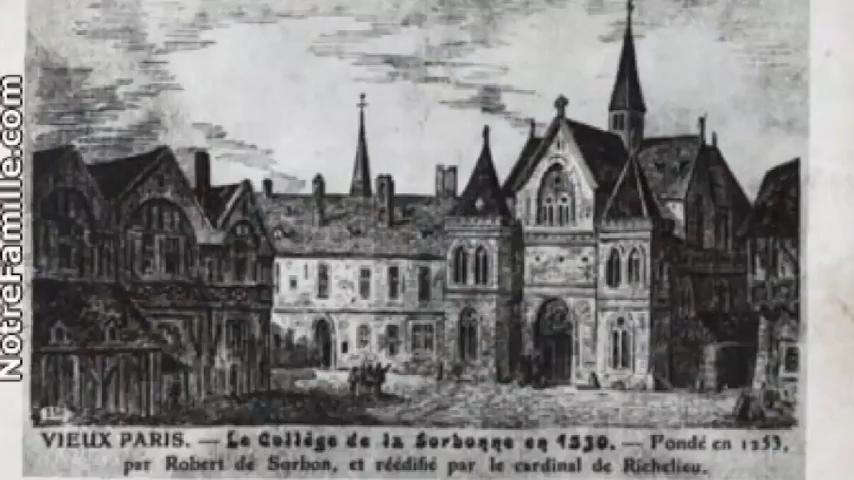 NotreFamille.com
VIEUX PARIS. — Le Collége de la Sorbonne en 1530. — Fondé en 1253,
par Robert de Sorbon, et réédifié par le cardinal de Richelieu.